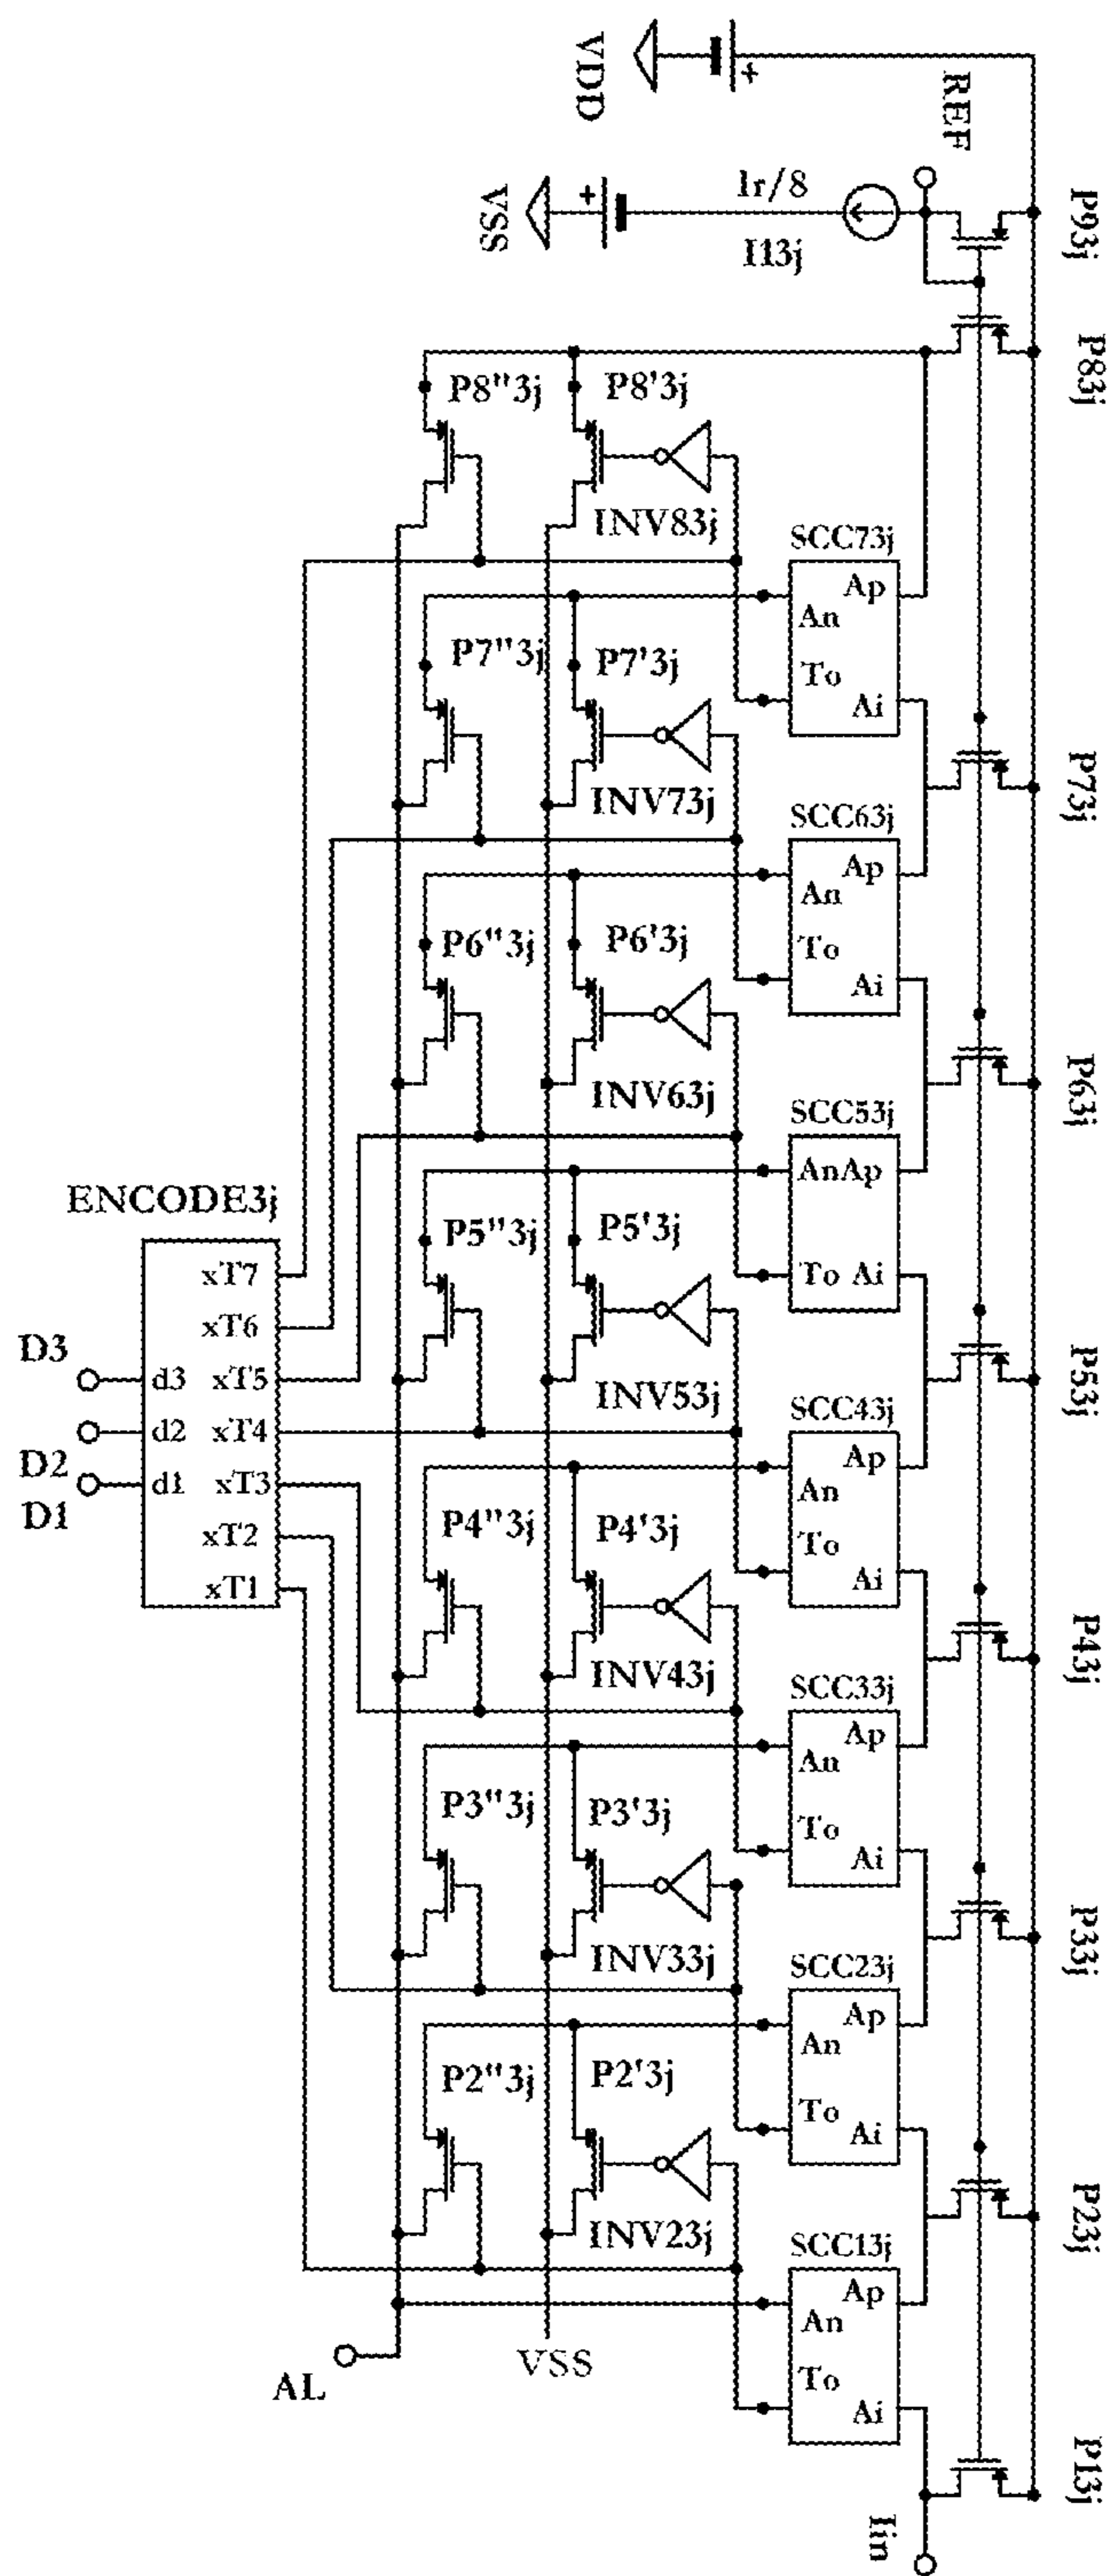 VDD
REF
P93j
Ir/8
VSS
I13j
P83j
P8"3j
P8'3j
INV83j
SCC73j
Ap
An
To
Ai
P7"3j
P7'3j
INV73j
P73j
SCC63j
Ap
An
To
Ai
P6"3j
P6'3j
INV63j
P63j
SCC53j
AnAp
To Ai
ENCODE3j
P5"3j
P5'3j
INV53j
P53j
xT7
xT6
D3
d3 xT5
d2 xT4
D2
d1 xT3
D1
xT2
xT1
SCC43j
Ap
An
To
Ai
P4"3j
P4'3j
INV43j
P43j
SCC33j
Ap
An
To
Ai
P3"3j
P3'3j
INV33j
P33j
SCC23j
Ap
An
To
Ai
P2"3j
P2'3j
INV23j
P23j
SCC13j
Ap
An
To
Ai
VSS
AL
P13j
Iin